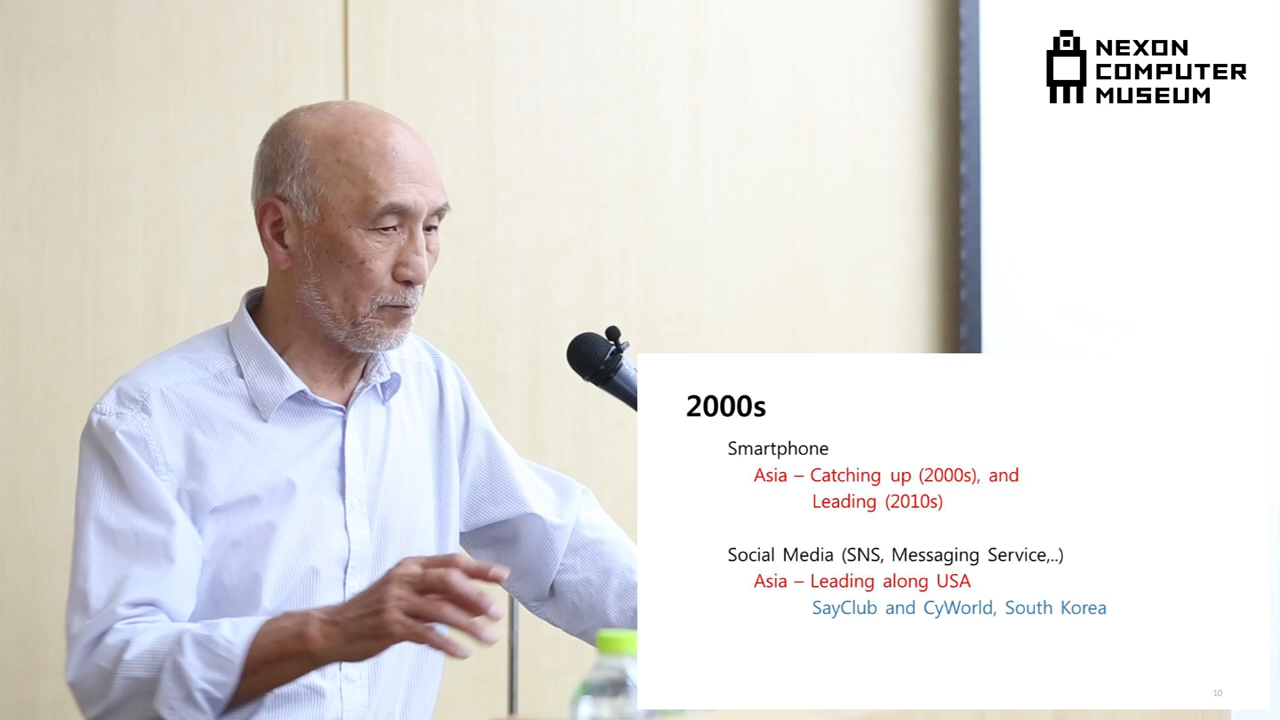 NEXON
COMPUTER
MUSEUM
2000s
Smartphone
Asia – Catching up (2000s), and
Leading (2010s)
Social Media (SNS, Messaging Service,..)
Asia – Leading along USA
SayClub and CyWorld, South Korea
10